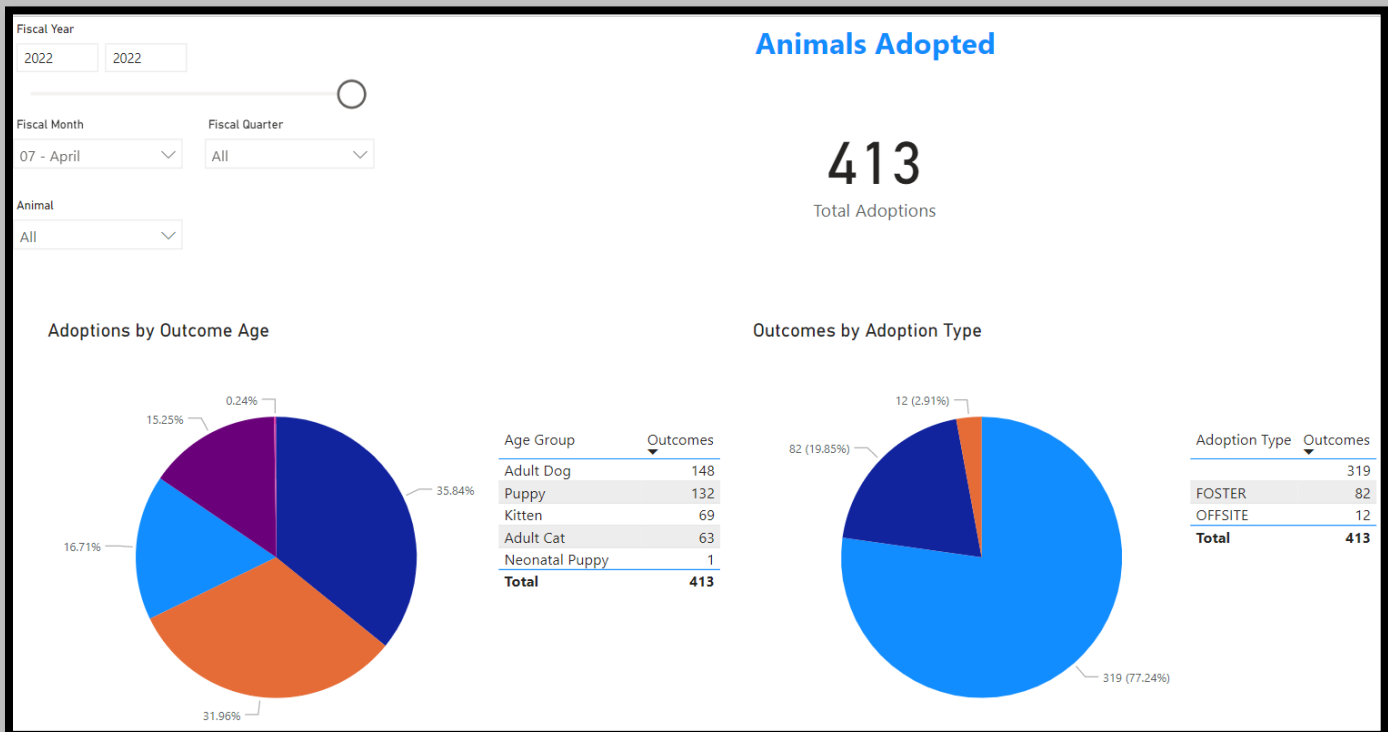 Fiscal Year
2022 2022
Fiscal Month Fiscal Quarter
07 - April All
Animal
All
Animals Adopted
413
Total Adoptions
Adoptions by Outcome Age
0.24%
15.25%
35.84%
16.71%
31.96%
Age Group Outcomes
Adult Dog 148
Puppy 132
Kitten 69
Adult Cat 63
Neonatal Puppy 1
Total 413
Outcomes by Adoption Type
12 (2.91%)
82 (19.85%)
319 (77.24%)
Adoption Type Outcomes
319
FOSTER 82
OFFSITE 12
Total 413